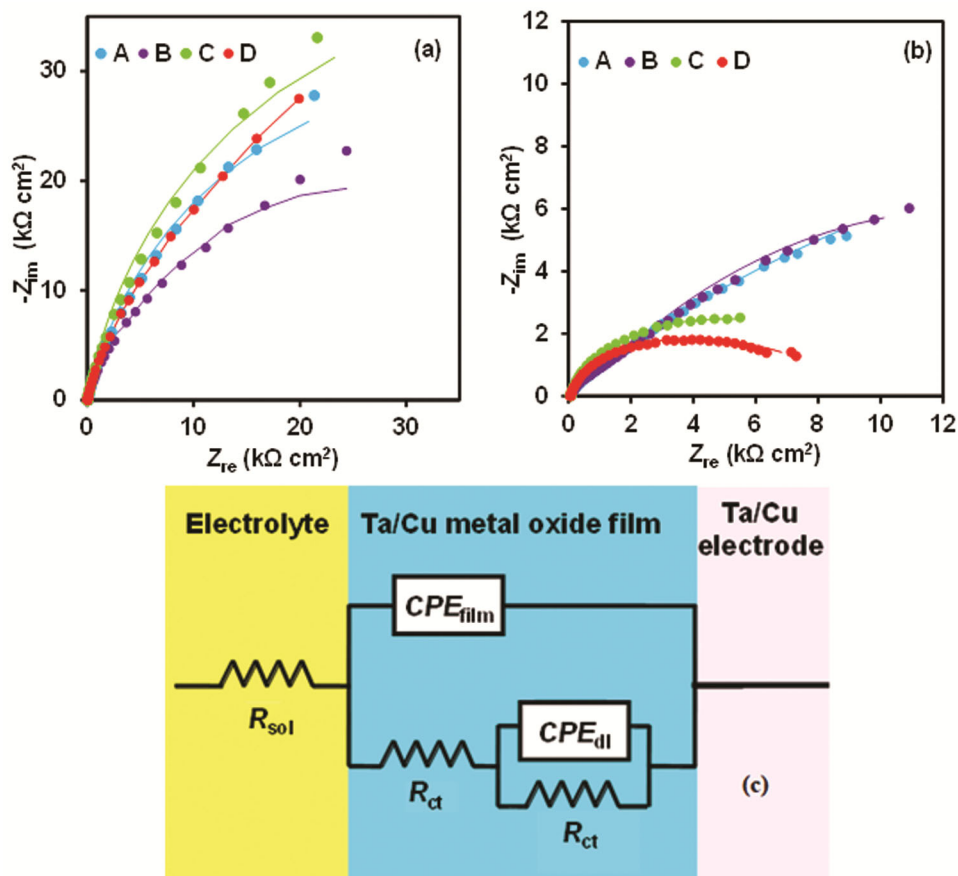 (a)
A B C D
30
20
10
0
-Zim
(kΩ cm²)
0 10 20 30
Zre (kΩ cm²)
(b)
A B C D
12
10
8
6
4
2
0
-Zim
(kΩ cm²)
0 2 4 6 8 10 12
Zre (kΩ cm²)
Electrolyte
Ta/Cu metal oxide film
Ta/Cu
electrode
CPEfilm
Rsol
CPEdl
Rct
Rct
(c)